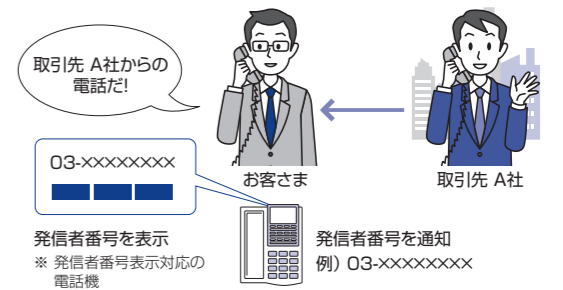 取引先 A社からの
電話だ!
お客さま
取引先 A社
03-××××××××
発信者番号を表示
※ 発信者番号表示対応の
電話機
発信者番号を通知
例) 03-××××××××